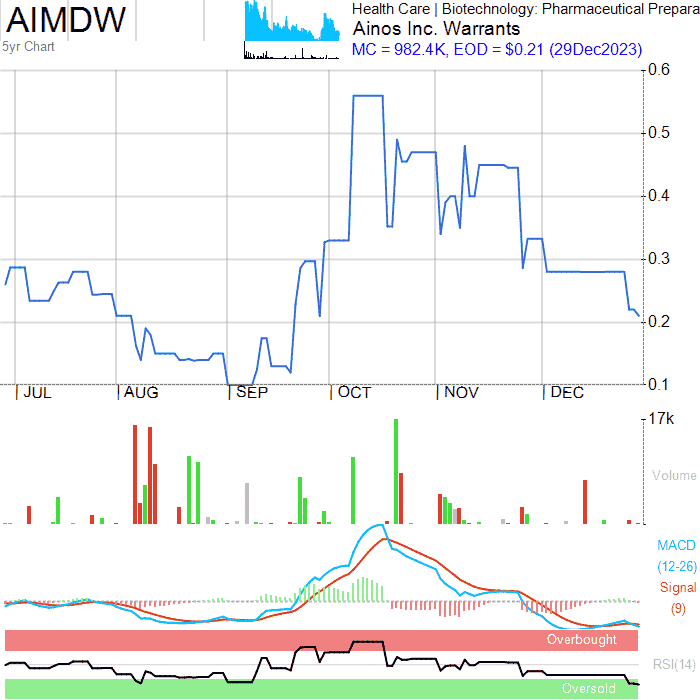 AIMDW
5yr Chart
Health Care | Biotechnology: Pharmaceutical Prepara
Ainos Inc. Warrants
MC = 982.4K, EOD = $0.21 (29Dec2023)
0.6
0.5
0.4
0.3
0.2
0.1
JUL AUG SEP OCT NOV DEC
17k
Volume
MACD
(12-26)
Signal
(9)
Overbought
RSI(14)
Oversold